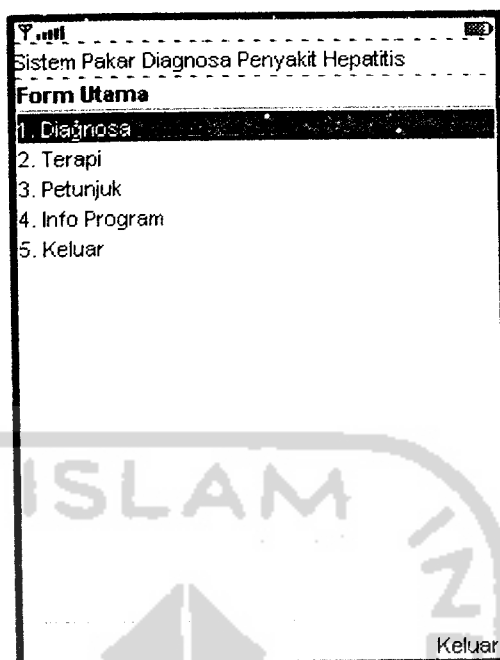 Sistem Pakar Diagnosa Penyakit Hepatitis
Form Utama
1. Diagnosa
2. Terapi
3. Petunjuk
4. Info Program
5. Keluar
ISLAM
Keluar